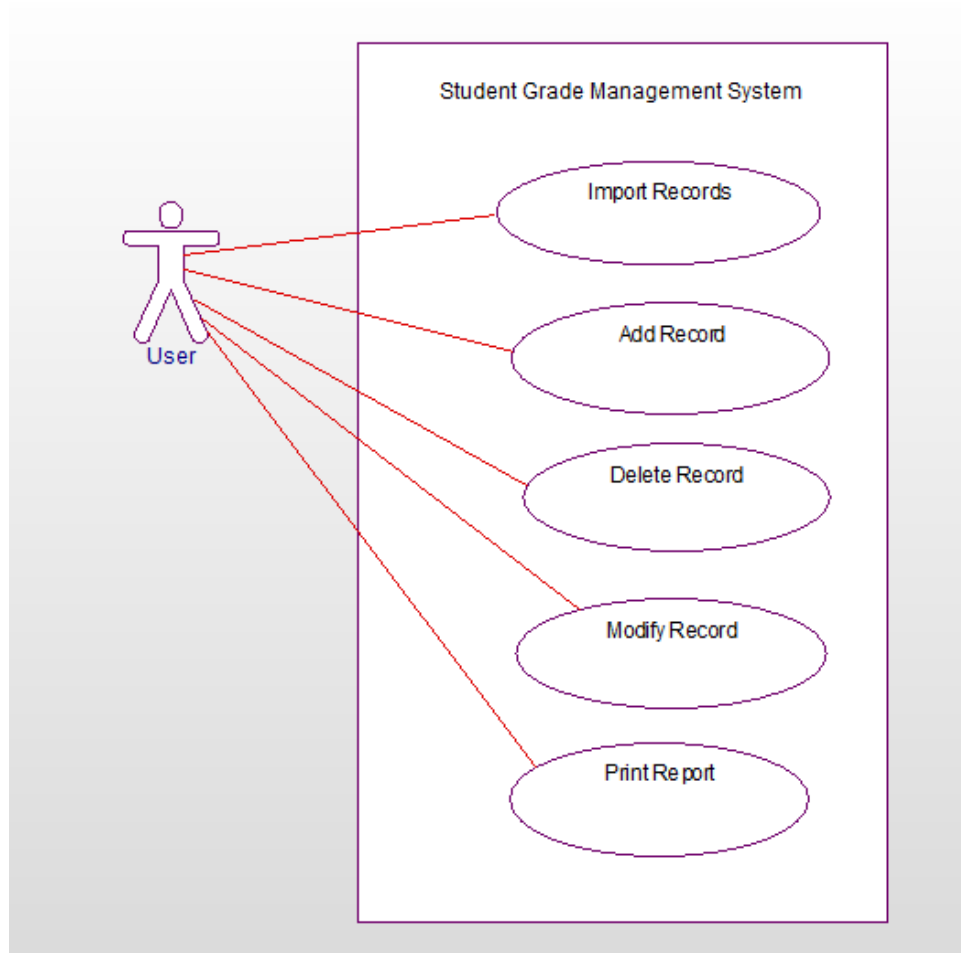 Student Grade Management System
Import Records
Add Record
User
Delete Record
Modify Record
Print Report